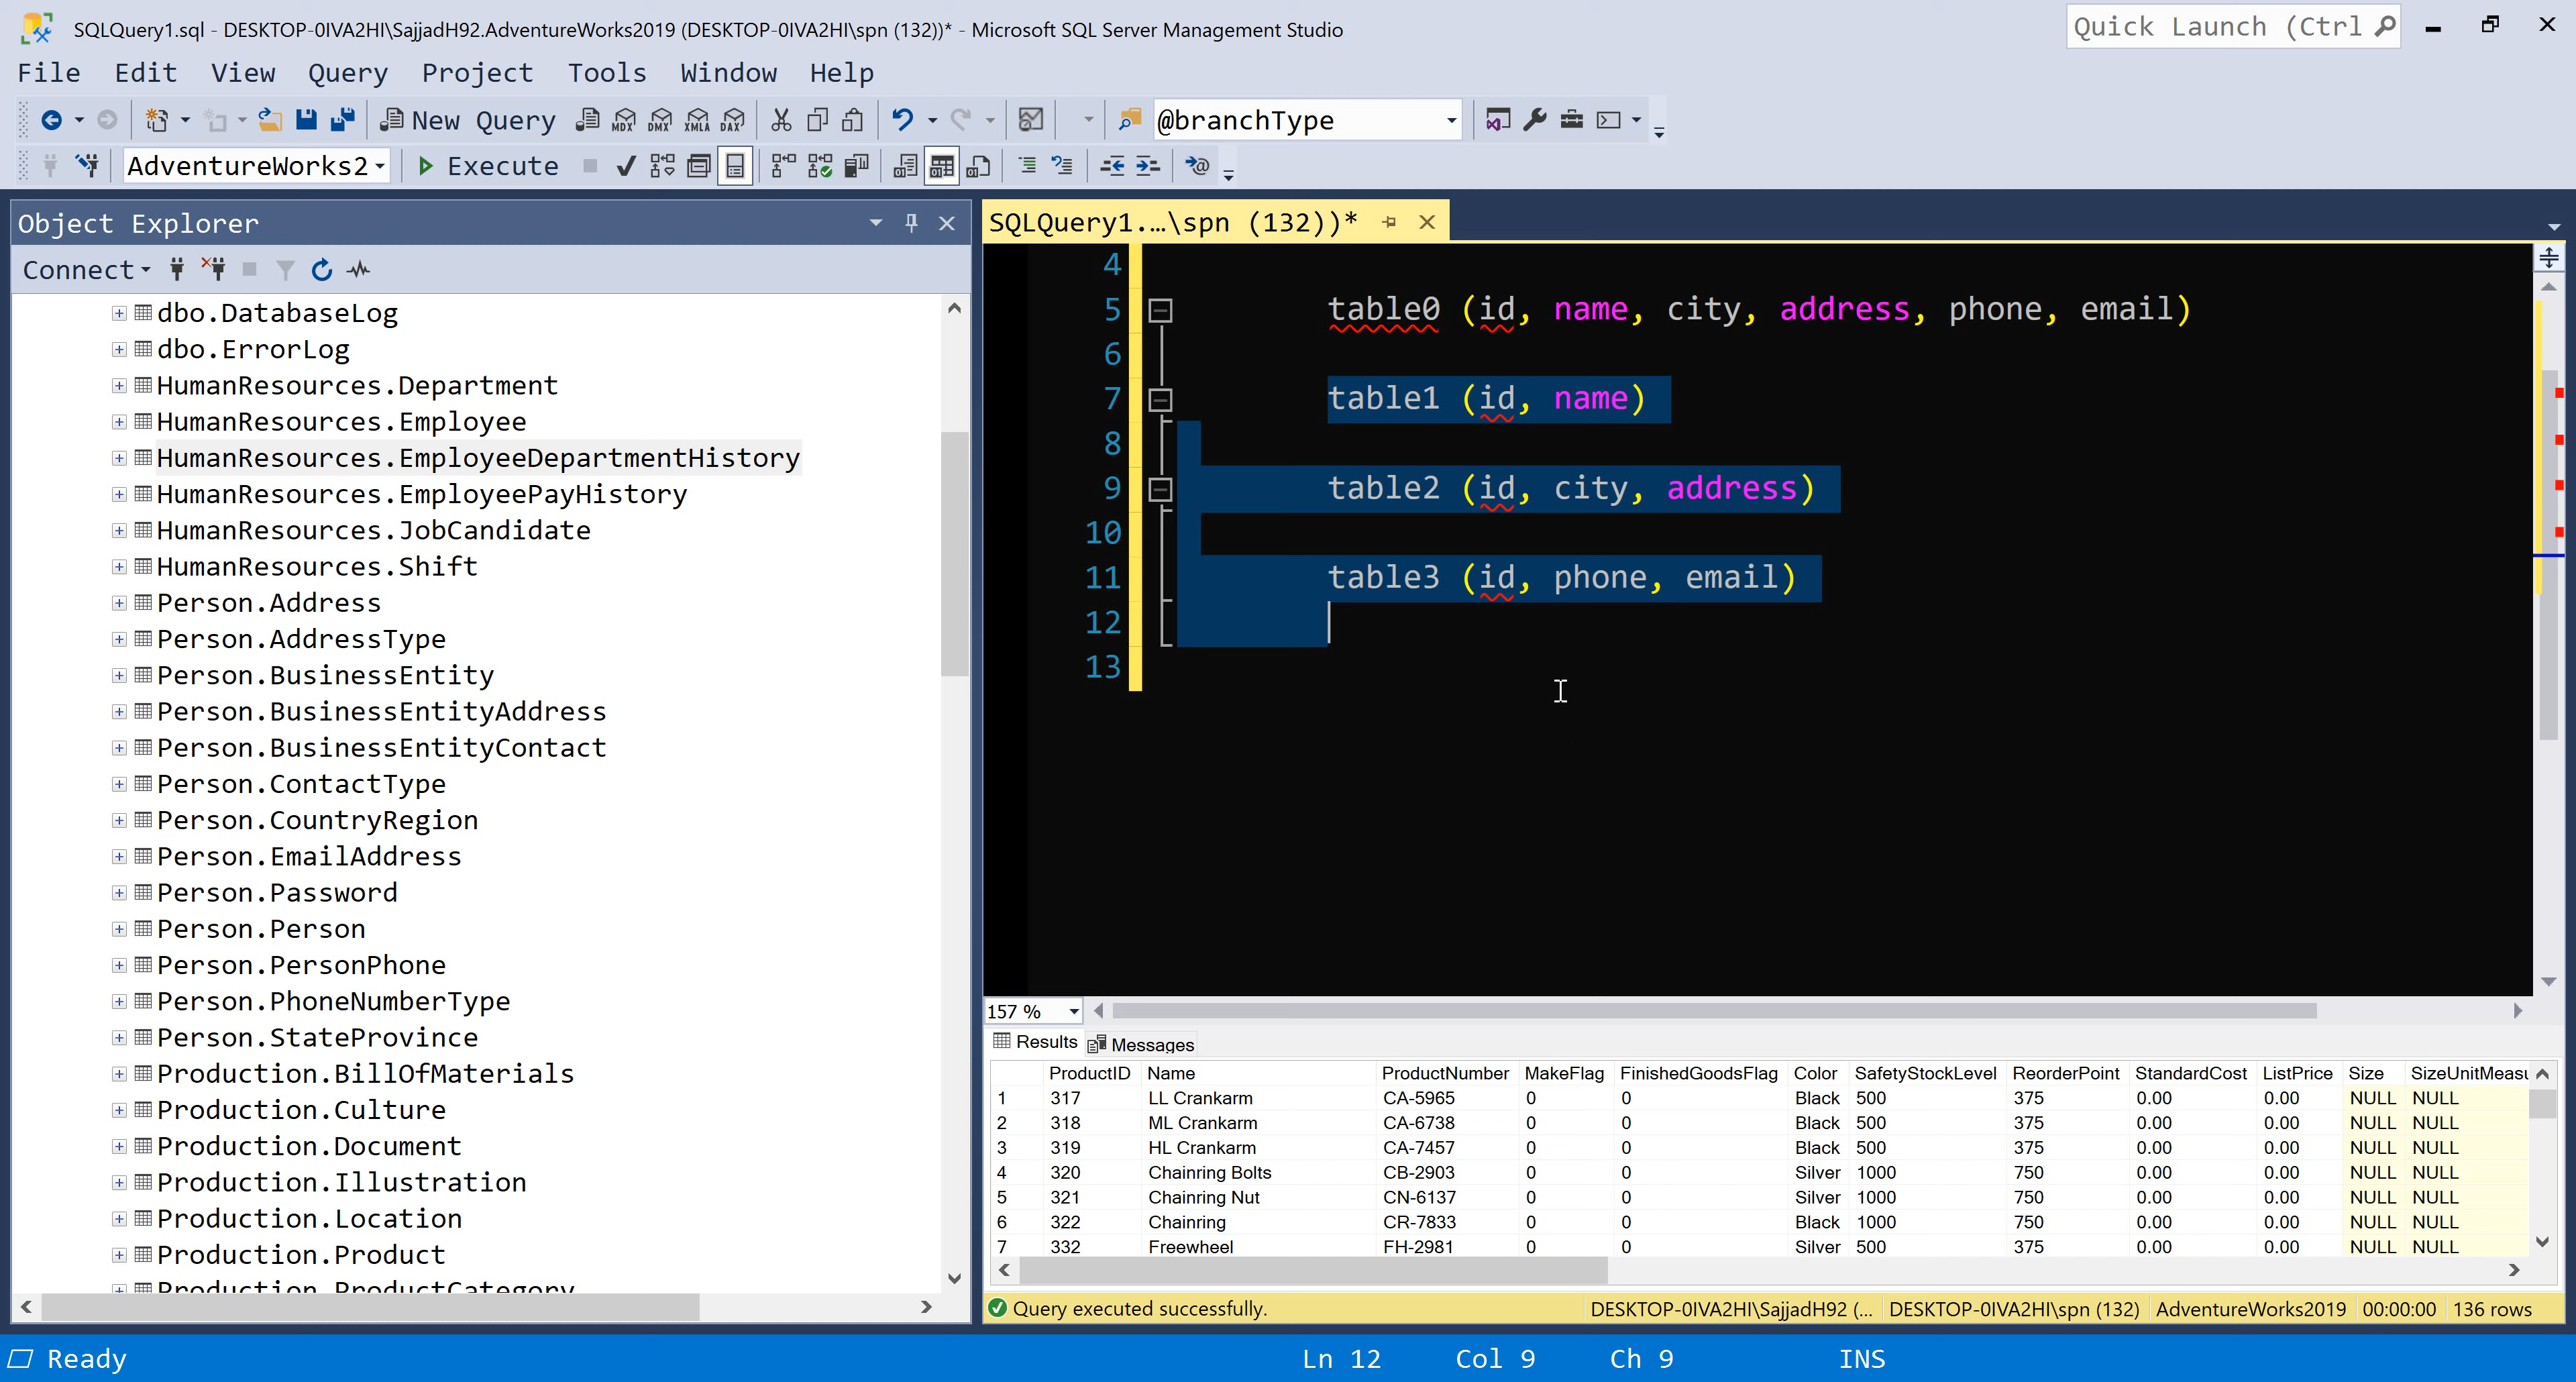 SQLQuery1.sql - DESKTOP-0IVA2HI\SajjadH92.AdventureWorks2019 (DESKTOP-0IVA2HI\spn (132))* - Microsoft SQL Server Management Studio
Quick Launch (Ctrl
File Edit View Query Project Tools Window Help
New Query MDX DMX XMLA DAX @branchType
AdventureWorks2 Execute
Object Explorer
Connect
dbo.DatabaseLog
dbo.ErrorLog
HumanResources.Department
HumanResources.Employee
HumanResources.EmployeeDepartmentHistory
HumanResources.EmployeePayHistory
HumanResources.JobCandidate
HumanResources.Shift
Person.Address
Person.AddressType
Person.BusinessEntity
Person.BusinessEntityAddress
Person.BusinessEntityContact
Person.ContactType
Person.CountryRegion
Person.EmailAddress
Person.Password
Person.Person
Person.PersonPhone
Person.PhoneNumberType
Person.StateProvince
Production.BillOfMaterials
Production.Culture
Production.Document
Production.Illustration
Production.Location
Production.Product
Production.ProductCategory
SQLQuery1....\spn (132))*
4
5 table0 (id, name, city, address, phone, email)
6
7 table1 (id, name)
8
9 table2 (id, city, address)
10
11 table3 (id, phone, email)
12
13
157 %
Results Messages
ProductID Name ProductNumber MakeFlag FinishedGoodsFlag Color SafetyStockLevel ReorderPoint StandardCost ListPrice Size SizeUnitMeasu
1 317 LL Crankarm CA-5965 0 0 Black 500 375 0.00 0.00 NULL NULL
2 318 ML Crankarm CA-6738 0 0 Black 500 375 0.00 0.00 NULL NULL
3 319 HL Crankarm CA-7457 0 0 Black 500 375 0.00 0.00 NULL NULL
4 320 Chainring Bolts CB-2903 0 0 Silver 1000 750 0.00 0.00 NULL NULL
5 321 Chainring Nut CN-6137 0 0 Silver 1000 750 0.00 0.00 NULL NULL
6 322 Chainring CR-7833 0 0 Black 1000 750 0.00 0.00 NULL NULL
7 332 Freewheel FH-2981 0 0 Silver 500 375 0.00 0.00 NULL NULL
Query executed successfully. DESKTOP-0IVA2HI\SajjadH92 (... DESKTOP-0IVA2HI\spn (132) AdventureWorks2019 00:00:00 136 rows
Ready Ln 12 Col 9 Ch 9 INS